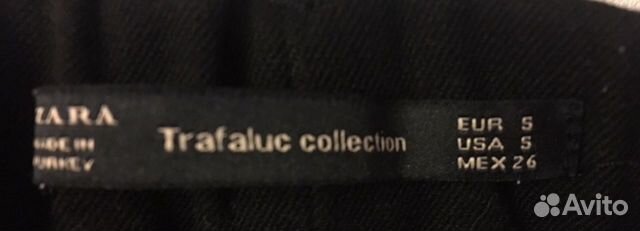 ZARA
MADE IN
TURKEY
Trafaluc collection
EUR S
USA S
MEX 26
Avito